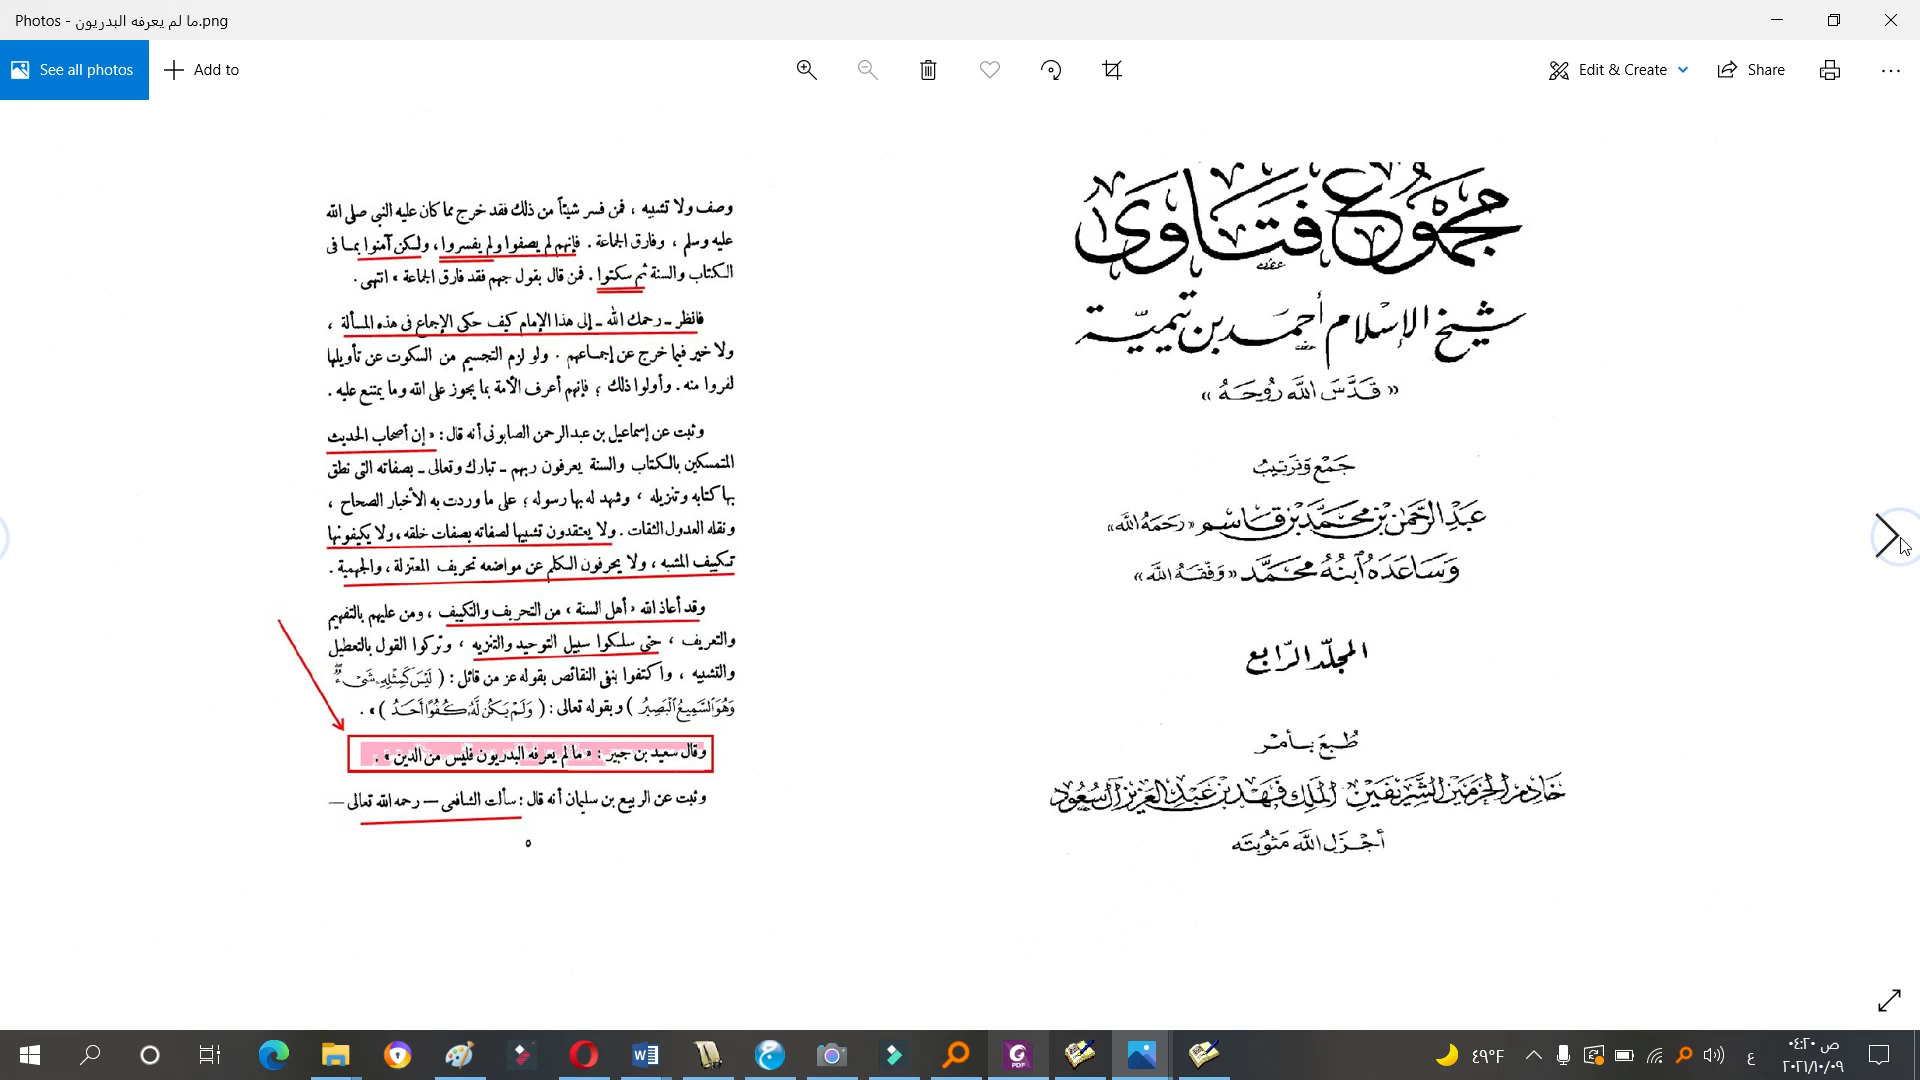 Photos - ما لم يعرفه البدريون.png
See all photos
Add to
Edit & Create
Share
مجموع فتاوى
شيخ الإسلام أحمد بن تيمية
« قدس الله روحه »
جمع وترتيب
عبد الرحمن بن محمد بن قاسم «رحمه الله»
وساعده ابنه محمد «وفقه الله»
المجلد الرابع
طبع بأمر
خادم الحرمين الشريفين الملك فهد بن عبد العزيز آل سعود
أجزل الله مثوبته
وصف ولا تشبيه ، فمن فسر شيئاً من ذلك فقد خرج مما كان عليه النبي صلى الله
عليه وسلم ، وفارق الجماعة . فإنهم لم يصفوا ولم يفسروا ، ولكن آمنوا بما فى
الكتاب والسنة ثم سكتوا . فمن قال بقول جهم فقد فارق الجماعة » انتهى .
فانظر ـ رحمك الله ـ إلى هذا الإمام كيف حكى الإجماع فى هذه المسألة ،
ولا خير فيما خرج عن إجماعهم . ولو لزم التجسيم من السكوت عن تأويلها
لفروا منه . وأولوا ذلك ؛ فإنهم أعرف الأمة بما يجوز على الله وما يمتنع عليه .
وثبت عن إسماعيل بن عبد الرحمن الصابونى أنه قال : « إن أصحاب الحديث
المتمسكين بالكتاب والسنة يعرفون ربهم ـ تبارك وتعالى ـ بصفاته التى نطق
بها كتابه وتنزيله ، وشهد له بها رسوله ؛ على ما وردت به الأخبار الصحاح ،
ونقله العدول الثقات . ولا يعتقدون تشبيها لصفاته بصفات خلقه ، ولا يكيفونها
تكييف المشبه ، ولا يحرفون الكلم عن مواضعه تحريف المعتزلة ، والجهمية .
وقد أعاذ الله « أهل السنة » من التحريف والتكييف ، ومن عليهم بالتفهيم
والتعريف ، حتى سلكوا سبيل التوحيد والتنزيه ، وتركوا القول بالتعطيل
والتشبيه ، واكتفوا بنفى النقائص بقوله عز من قائل : ( لَيْسَ كَمِثْلِهِ شَيْءٌ
وَهُوَ السَّمِيعُ الْبَصِيرُ ) وبقوله تعالى : ( وَلَمْ يَكُن لَّهُ كُفُوًا أَحَدٌ ) » .
وقال سعيد بن جبير : « ما لم يعرفه البدريون فليس من الدين » .
وثبت عن الربيع بن سليمان أنه قال : سألت الشافعى — رحمه الله تعالى —
٥
٤٩°F
ع
ص ٠٤:٢٠
٢٠٢١/١٠/٠٩